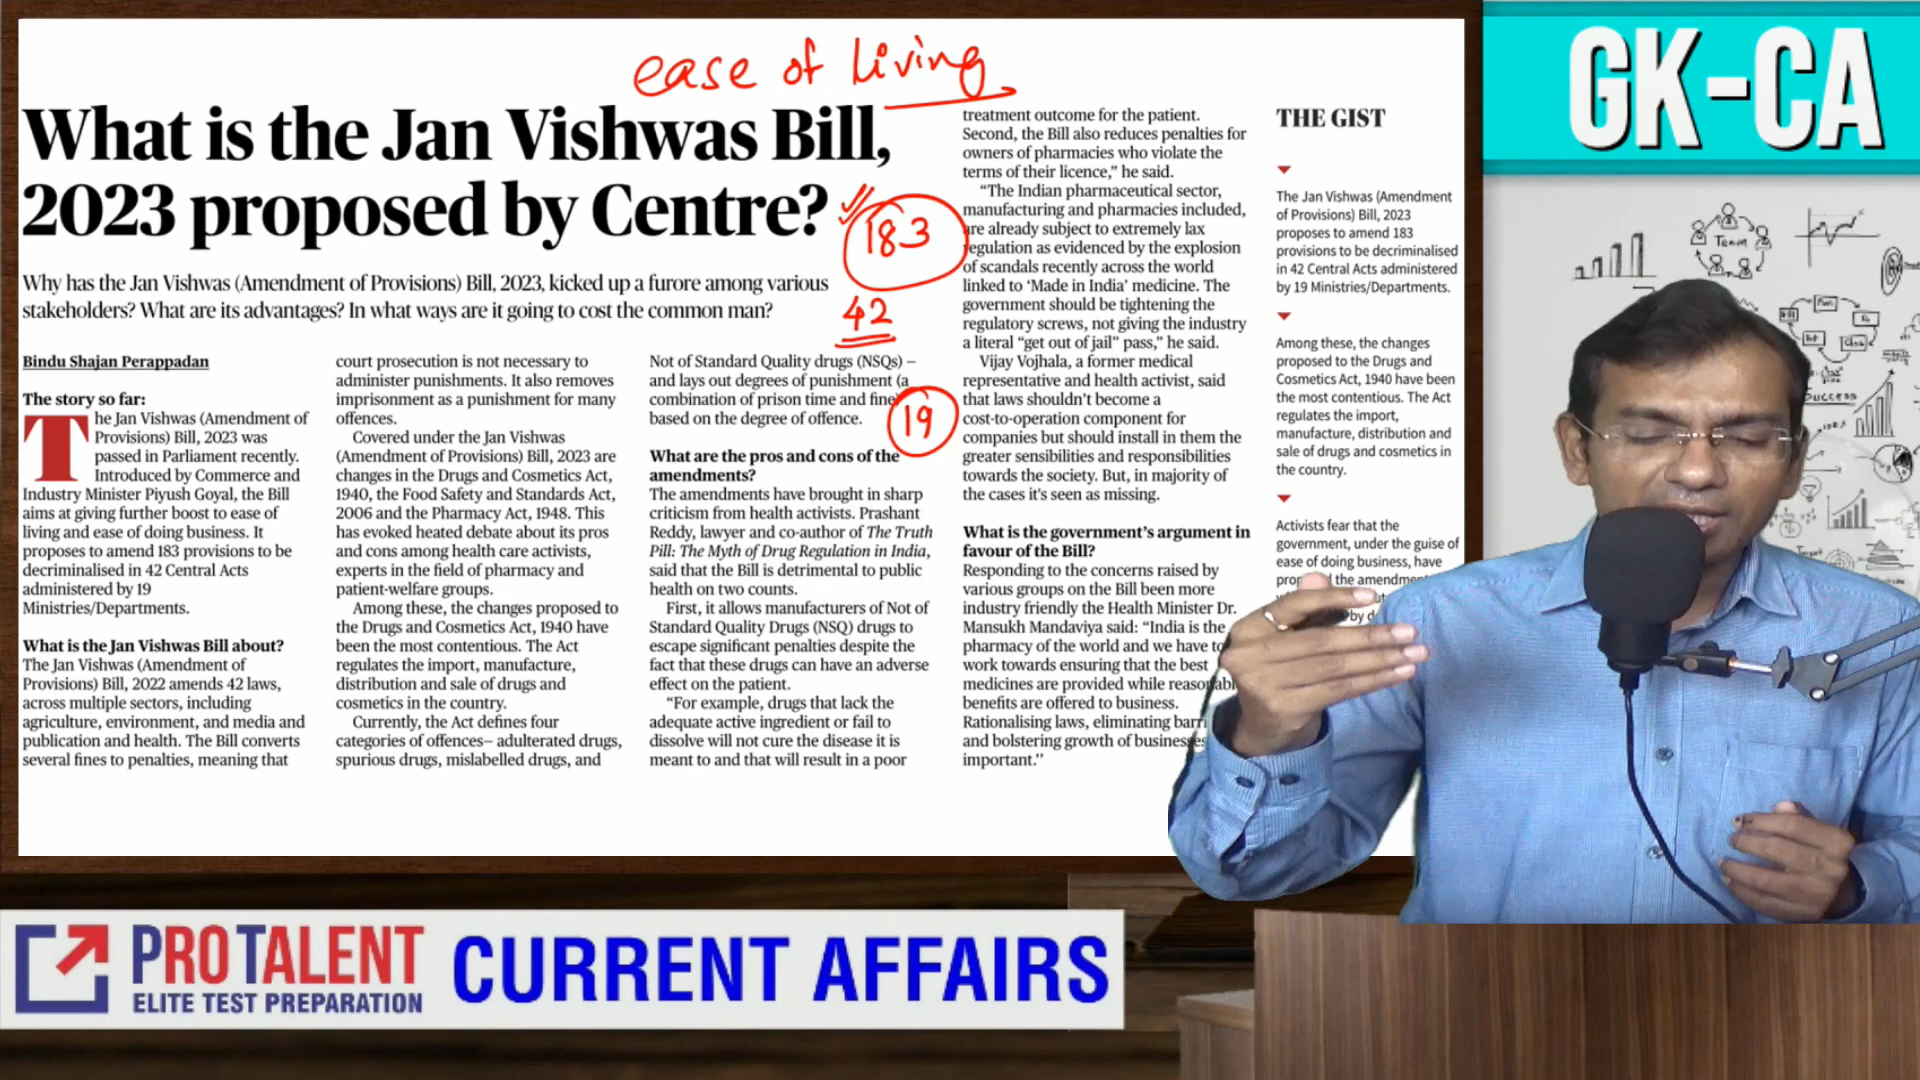 ease of living
What is the Jan Vishwas Bill,
2023 proposed by Centre?
183
42
19
Why has the Jan Vishwas (Amendment of Provisions) Bill, 2023, kicked up a furore among various
stakeholders? What are its advantages? In what ways are it going to cost the common man?
Bindu Shajan Perappadan
The story so far:
The Jan Vishwas (Amendment of
Provisions) Bill, 2023 was
passed in Parliament recently.
Introduced by Commerce and
Industry Minister Piyush Goyal, the Bill
aims at giving further boost to ease of
living and ease of doing business. It
proposes to amend 183 provisions to be
decriminalised in 42 Central Acts
administered by 19
Ministries/Departments.
What is the Jan Vishwas Bill about?
The Jan Vishwas (Amendment of
Provisions) Bill, 2022 amends 42 laws,
across multiple sectors, including
agriculture, environment, and media and
publication and health. The Bill converts
several fines to penalties, meaning that
court prosecution is not necessary to
administer punishments. It also removes
imprisonment as a punishment for many
offences.
Covered under the Jan Vishwas
(Amendment of Provisions) Bill, 2023 are
changes in the Drugs and Cosmetics Act,
1940, the Food Safety and Standards Act,
2006 and the Pharmacy Act, 1948. This
has evoked heated debate about its pros
and cons among health care activists,
experts in the field of pharmacy and
patient-welfare groups.
Among these, the changes proposed to
the Drugs and Cosmetics Act, 1940 have
been the most contentious. The Act
regulates the import, manufacture,
distribution and sale of drugs and
cosmetics in the country.
Currently, the Act defines four
categories of offences— adulterated drugs,
spurious drugs, mislabelled drugs, and
Not of Standard Quality drugs (NSQs) —
and lays out degrees of punishment (a
combination of prison time and fine)
based on the degree of offence.
What are the pros and cons of the
amendments?
The amendments have brought in sharp
criticism from health activists. Prashant
Reddy, lawyer and co-author of The Truth
Pill: The Myth of Drug Regulation in India,
said that the Bill is detrimental to public
health on two counts.
First, it allows manufacturers of Not of
Standard Quality Drugs (NSQ) drugs to
escape significant penalties despite the
fact that these drugs can have an adverse
effect on the patient.
"For example, drugs that lack the
adequate active ingredient or fail to
dissolve will not cure the disease it is
meant to and that will result in a poor
treatment outcome for the patient.
Second, the Bill also reduces penalties for
owners of pharmacies who violate the
terms of their licence," he said.
"The Indian pharmaceutical sector,
manufacturing and pharmacies included,
are already subject to extremely lax
regulation as evidenced by the explosion
of scandals recently across the world
linked to 'Made in India' medicine. The
government should be tightening the
regulatory screws, not giving the industry
a literal "get out of jail" pass," he said.
Vijay Vojhala, a former medical
representative and health activist, said
that laws shouldn't become a
cost-to-operation component for
companies but should install in them the
greater sensibilities and responsibilities
towards the society. But, in majority of
the cases it's seen as missing.
What is the government's argument in
favour of the Bill?
Responding to the concerns raised by
various groups on the Bill been more
industry friendly the Health Minister Dr.
Mansukh Mandaviya said: "India is the
pharmacy of the world and we have to
work towards ensuring that the best
medicines are provided while reasonable
benefits are offered to business.
Rationalising laws, eliminating
and bolstering growth of businesses
important."
THE GIST
The Jan Vishwas (Amendment
of Provisions) Bill, 2023
proposes to amend 183
provisions to be decriminalised
in 42 Central Acts administered
by 19 Ministries/Departments.
Among these, the changes
proposed to the Drugs and
Cosmetics Act, 1940 have been
the most contentious. The Act
regulates the import,
manufacture, distribution and
sale of drugs and cosmetics in
the country.
Activists fear that the
government, under the guise of
ease of doing business, have
the
by
GK-CA
Team
SUCCESS
PROTALENT
ELITE TEST PREPARATION
CURRENT AFFAIRS